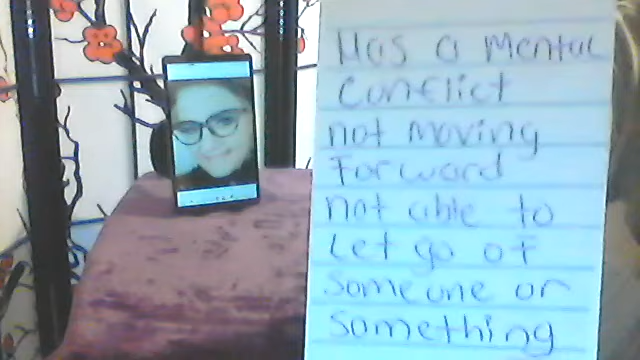 Has a mental
conflict
not moving
forward
not able to
Let go of
someone or
something